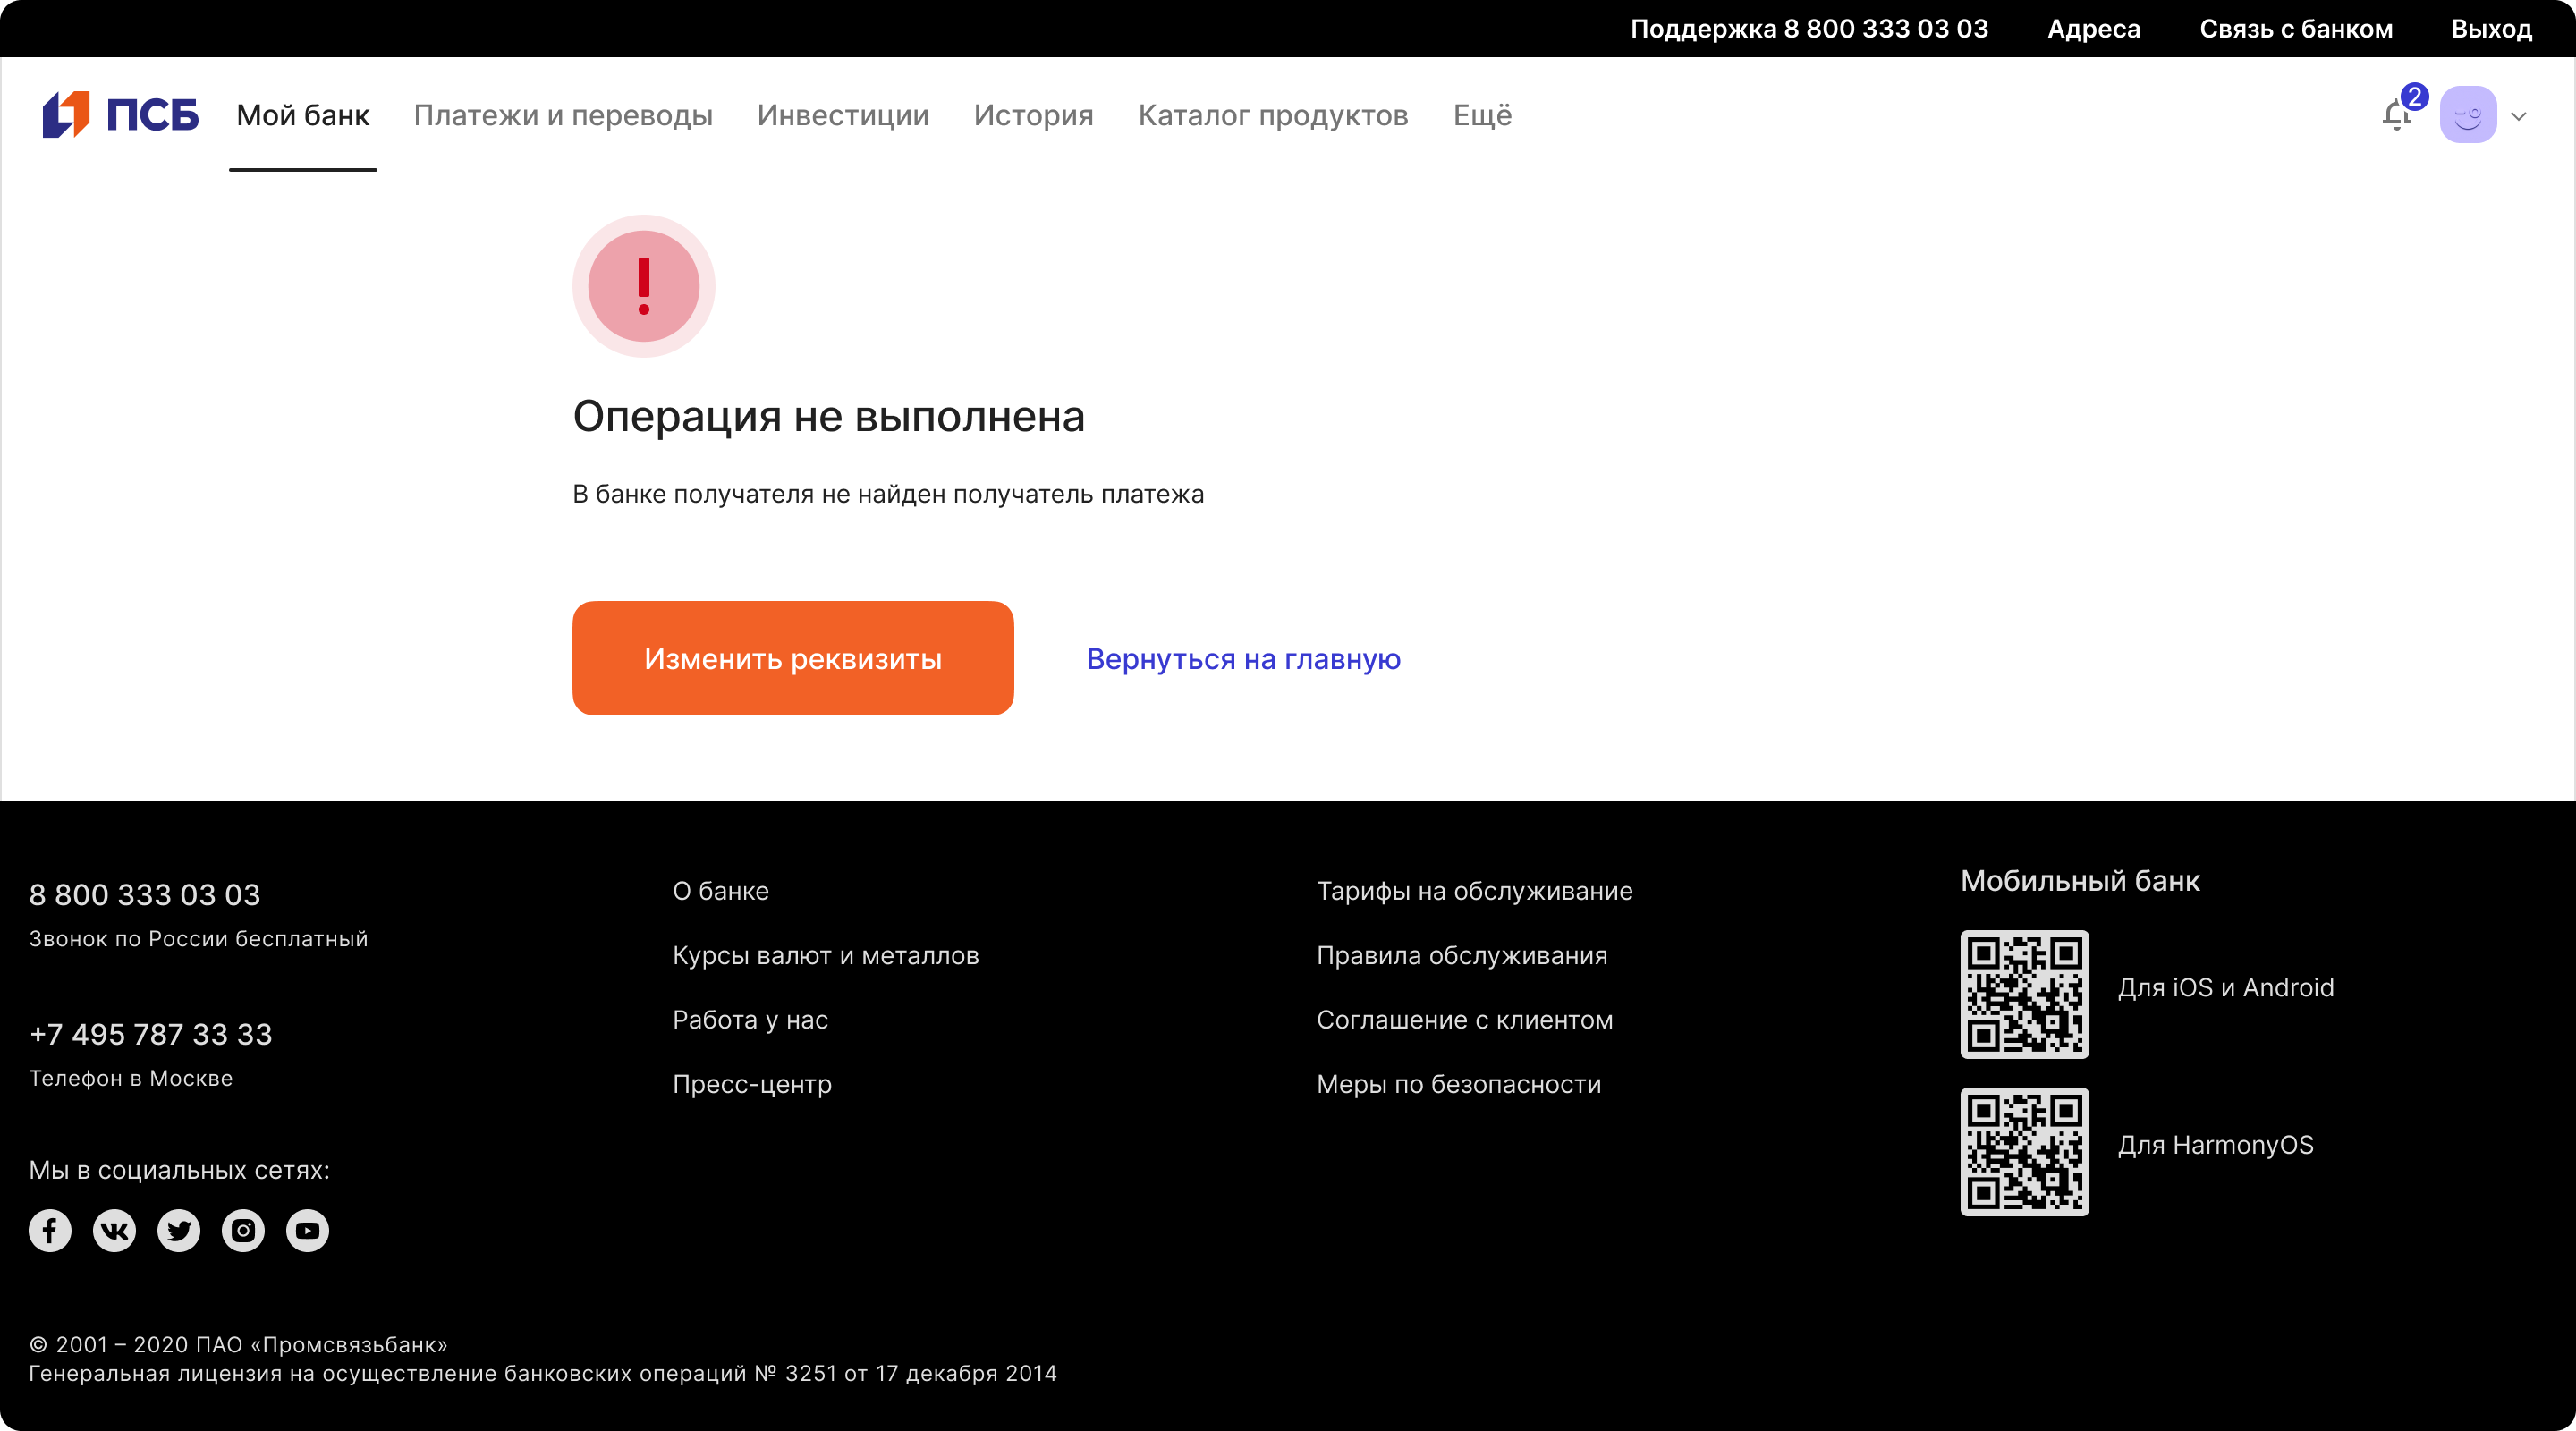 Поддержка 8 800 333 03 03 Адреса Связь с банком Выход
ПСБ Мой банк Платежи и переводы Инвестиции История Каталог продуктов Ещё 2
Операция не выполнена
В банке получателя не найден получатель платежа
Изменить реквизиты Вернуться на главную
8 800 333 03 03
Звонок по России бесплатный
+7 495 787 33 33
Телефон в Москве
Мы в социальных сетях:
О банке
Курсы валют и металлов
Работа у нас
Пресс-центр
Тарифы на обслуживание
Правила обслуживания
Соглашение с клиентом
Меры по безопасности
Мобильный банк
Для iOS и Android
Для HarmonyOS
© 2001 – 2020 ПАО «Промсвязьбанк»
Генеральная лицензия на осуществление банковских операций № 3251 от 17 декабря 2014